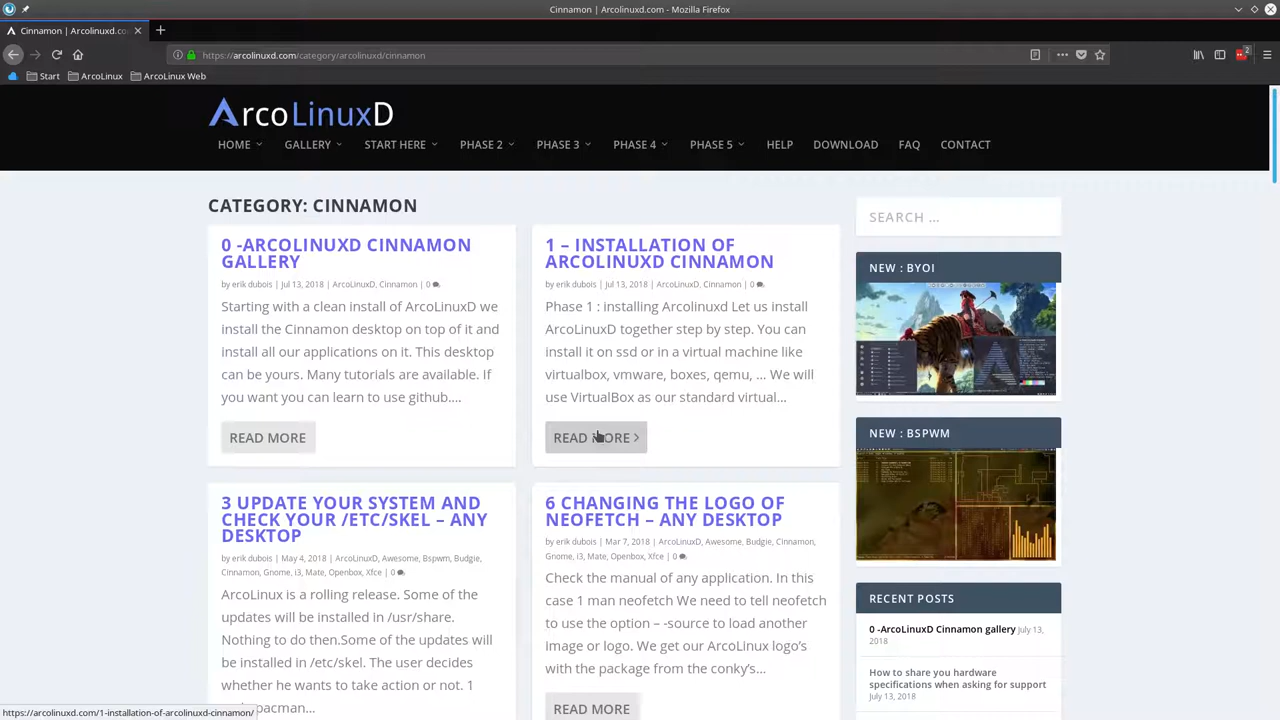 Cinnamon | Arcolinuxd.com - Mozilla Firefox
Cinnamon | Arcolinuxd.co
https://arcolinuxd.com/category/arcolinuxd/cinnamon
2
Start
ArcoLinux
ArcoLinux Web
ArcoLinuxD
HOME
GALLERY
START HERE
PHASE 2
PHASE 3
PHASE 4
PHASE 5
HELP
DOWNLOAD
FAQ
CONTACT
CATEGORY: CINNAMON
0 -ARCOLINUXD CINNAMON
GALLERY
by erik dubois | Jul 13, 2018 | ArcoLinuxD, Cinnamon | 0
Starting with a clean install of ArcoLinuxD we
install the Cinnamon desktop on top of it and
install all our applications on it. This desktop
can be yours. Many tutorials are available. If
you want you can learn to use github....
READ MORE
1 – INSTALLATION OF
ARCOLINUXD CINNAMON
by erik dubois | Jul 13, 2018 | ArcoLinuxD, Cinnamon | 0
Phase 1 : installing Arcolinuxd Let us install
ArcoLinuxD together step by step. You can
install it on ssd or in a virtual machine like
virtualbox, vmware, boxes, qemu, ... We will
use VirtualBox as our standard virtual...
READ MORE
3 UPDATE YOUR SYSTEM AND
CHECK YOUR /ETC/SKEL – ANY
DESKTOP
by erik dubois | May 4, 2018 | ArcoLinuxD, Awesome, Bspwm, Budgie,
Cinnamon, Gnome, i3, Mate, Openbox, Xfce | 0
ArcoLinux is a rolling release. Some of the
updates will be installed in /usr/share.
Nothing to do then.Some of the updates will
be installed in /etc/skel. The user decides
whether he wants to take action or not. 1
pacman...
6 CHANGING THE LOGO OF
NEOFETCH – ANY DESKTOP
by erik dubois | Mar 7, 2018 | ArcoLinuxD, Awesome, Budgie, Cinnamon,
Gnome, i3, Mate, Openbox, Xfce | 0
Check the manual of any application. In this
case 1 man neofetch We need to tell neofetch
to use the option – -source to load another
image or logo. We get our ArcoLinux logo's
with the package from the conky's...
READ MORE
SEARCH ...
NEW : BYOI
NEW : BSPWM
RECENT POSTS
0 -ArcoLinuxD Cinnamon gallery July 13,
2018
How to share you hardware
specifications when asking for support
July 13, 2018
https://arcolinuxd.com/1-installation-of-arcolinuxd-cinnamon/